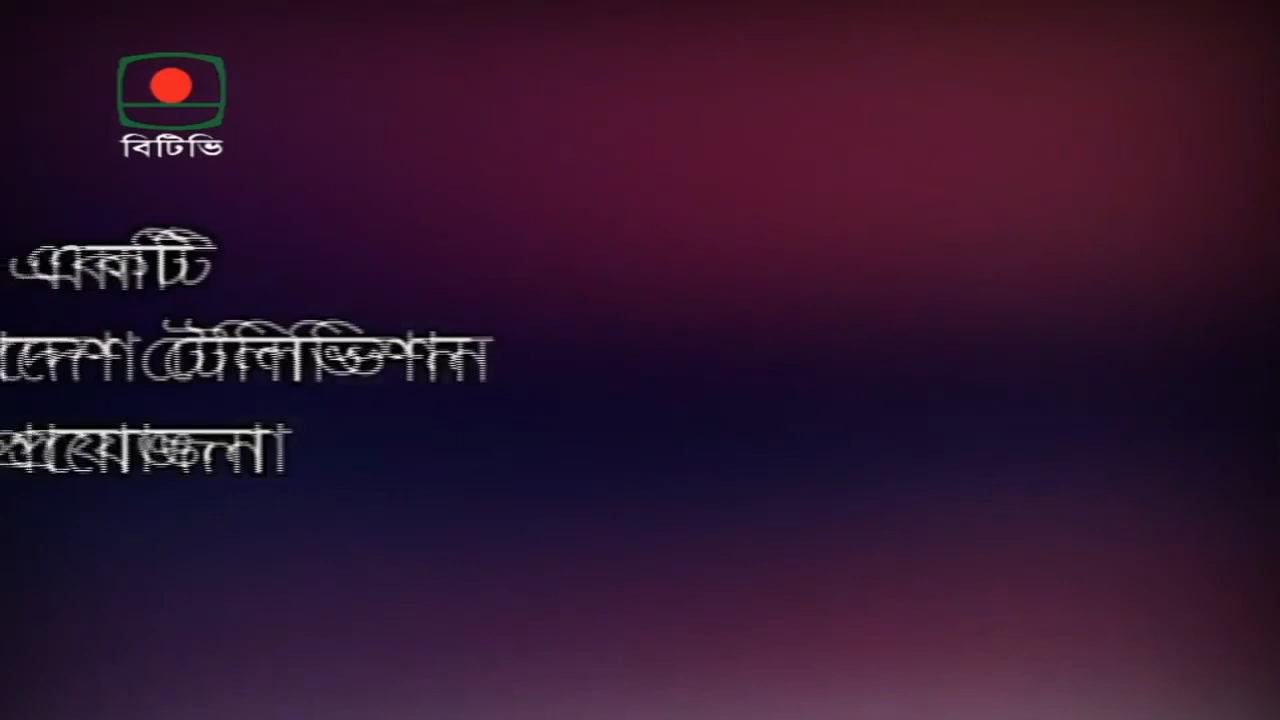 বিটিভি
একটি
দেশ টেলিভিশন
প্রযোজনা